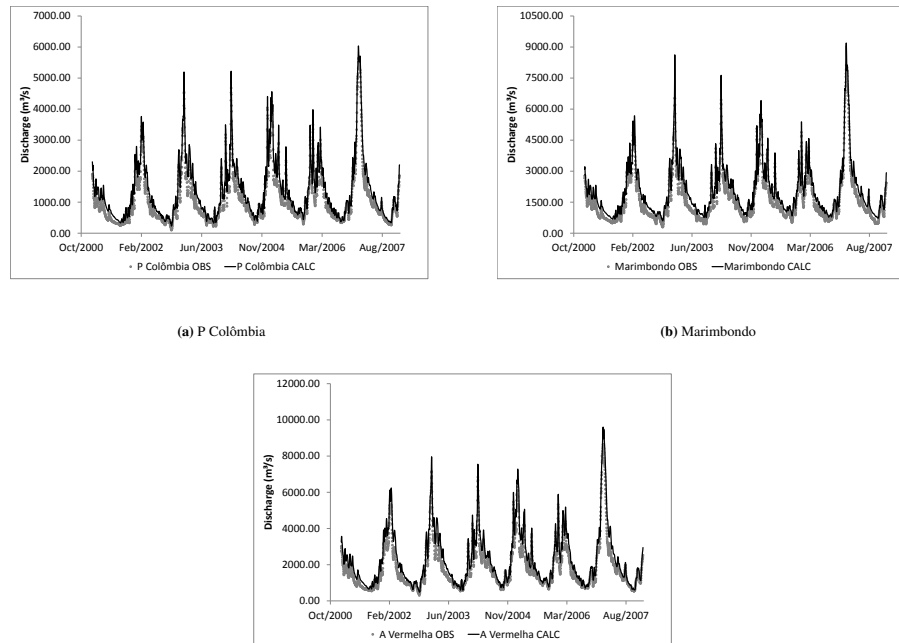 7000.00
6000.00
5000.00
4000.00
3000.00
2000.00
1000.00
0.00
Discharge (m³/s)
Oct/2000 Feb/2002 Jun/2003 Nov/2004 Mar/2006 Aug/2007
P Colômbia OBS P Colômbia CALC
(a) P Colômbia
10500.00
9000.00
7500.00
6000.00
4500.00
3000.00
1500.00
0.00
Discharge (m³/s)
Oct/2000 Feb/2002 Jun/2003 Nov/2004 Mar/2006 Aug/2007
Marimbondo OBS Marimbondo CALC
(b) Marimbondo
12000.00
10000.00
8000.00
6000.00
4000.00
2000.00
0.00
Discharge (m³/s)
Oct/2000 Feb/2002 Jun/2003 Nov/2004 Mar/2006 Aug/2007
A Vermelha OBS A Vermelha CALC